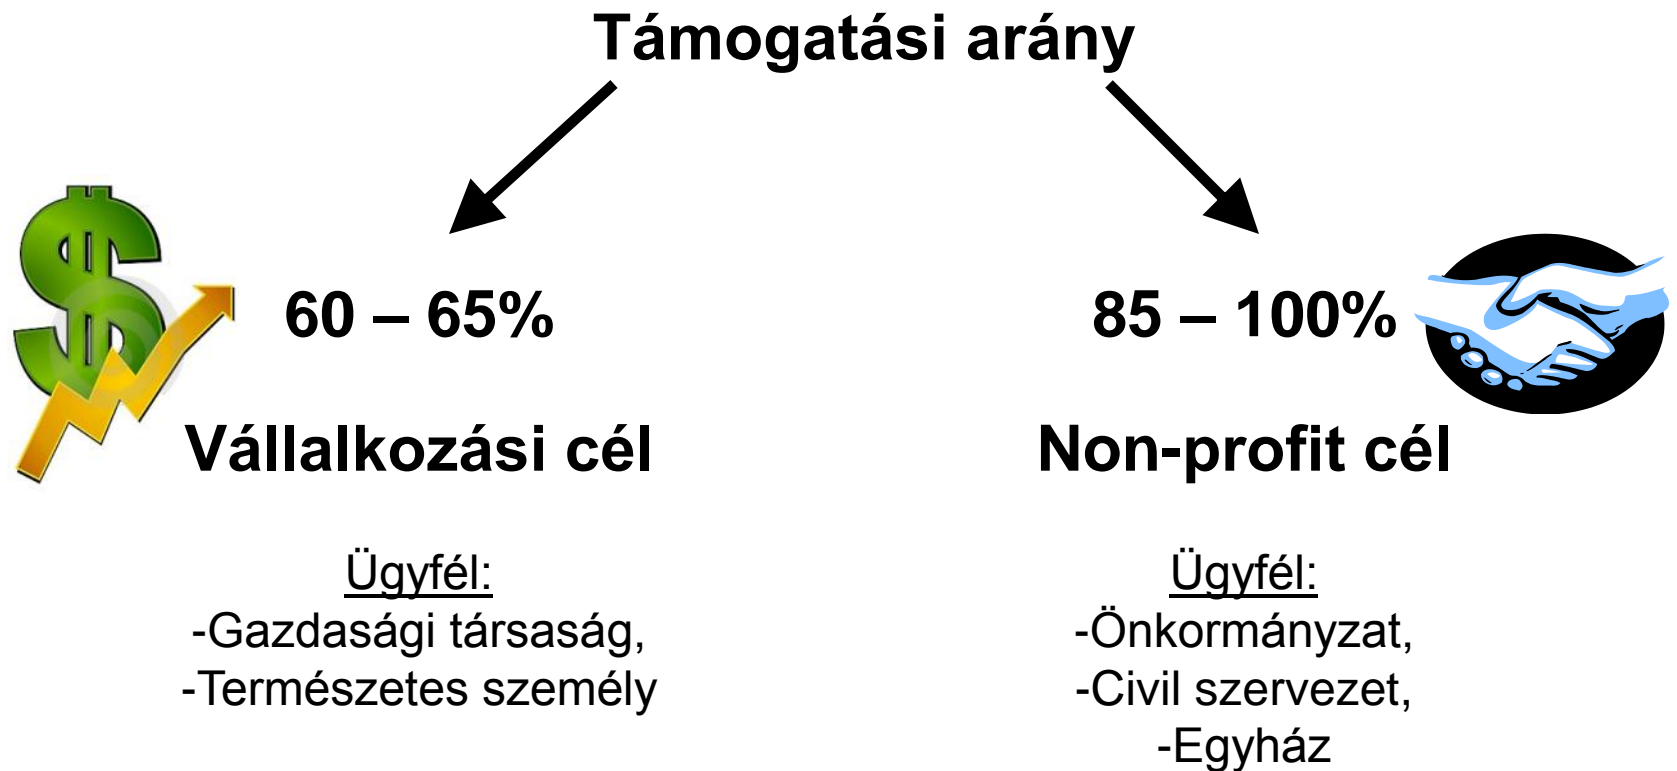 Támogatási arány
60 – 65%
Vállalkozási cél
Ügyfél:
-Gazdasági társaság,
-Természetes személy
85 – 100%
Non-profit cél
Ügyfél:
-Önkormányzat,
-Civil szervezet,
-Egyház